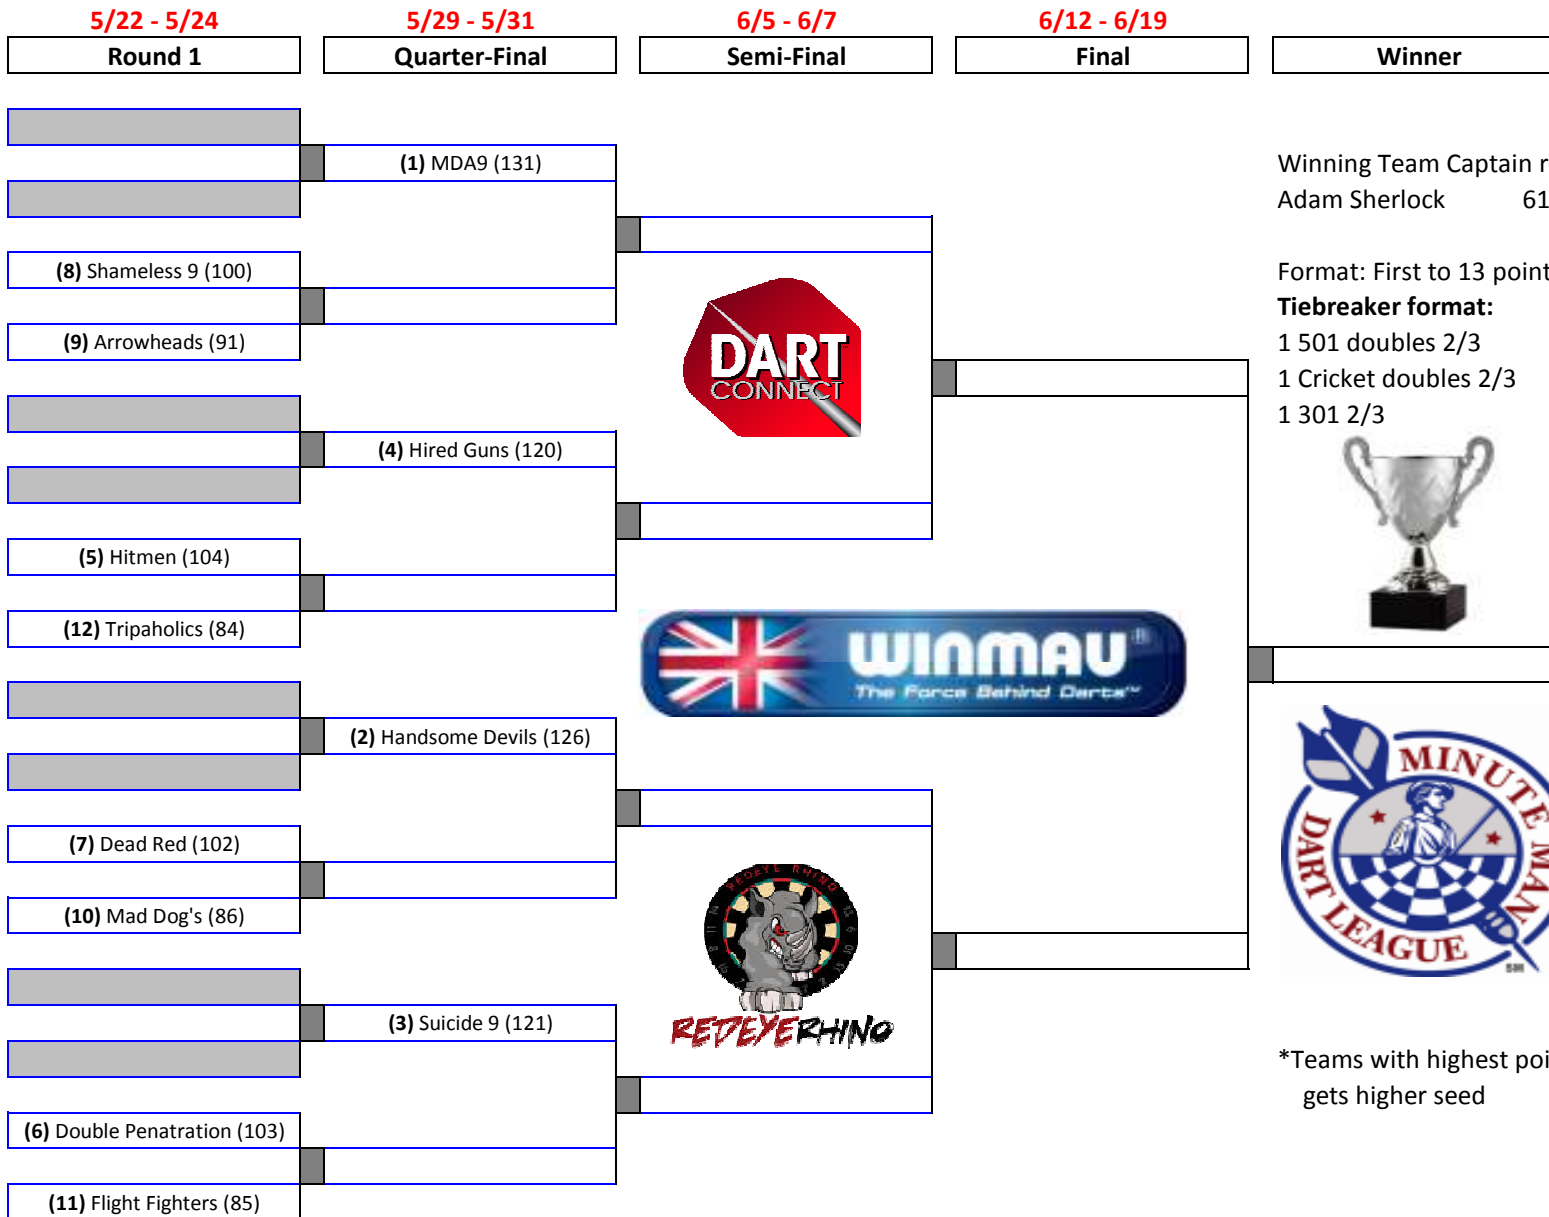 5/22 - 5/24
5/29 - 5/31
6/5 - 6/7
6/12 - 6/19
Round 1
Quarter-Final
Semi-Final
Final
Winner
(1) MDA9 (131)
Winning Team Captain r
Adam Sherlock 61
(8) Shameless 9 (100)
Format: First to 13 point
Tiebreaker format:
(9) Arrowheads (91)
1 501 doubles 2/3
1 Cricket doubles 2/3
1 301 2/3
DART
CONNECT
(4) Hired Guns (120)
(5) Hitmen (104)
(12) Tripaholics (84)
WINMAU®
The Force Behind Darts™
(2) Handsome Devils (126)
MINUTE MAN
DART LEAGUE
SM
(7) Dead Red (102)
(10) Mad Dog's (86)
REDEYE RHINO
(3) Suicide 9 (121)
REDEYERHINO
*Teams with highest poi
gets higher seed
(6) Double Penatration (103)
(11) Flight Fighters (85)